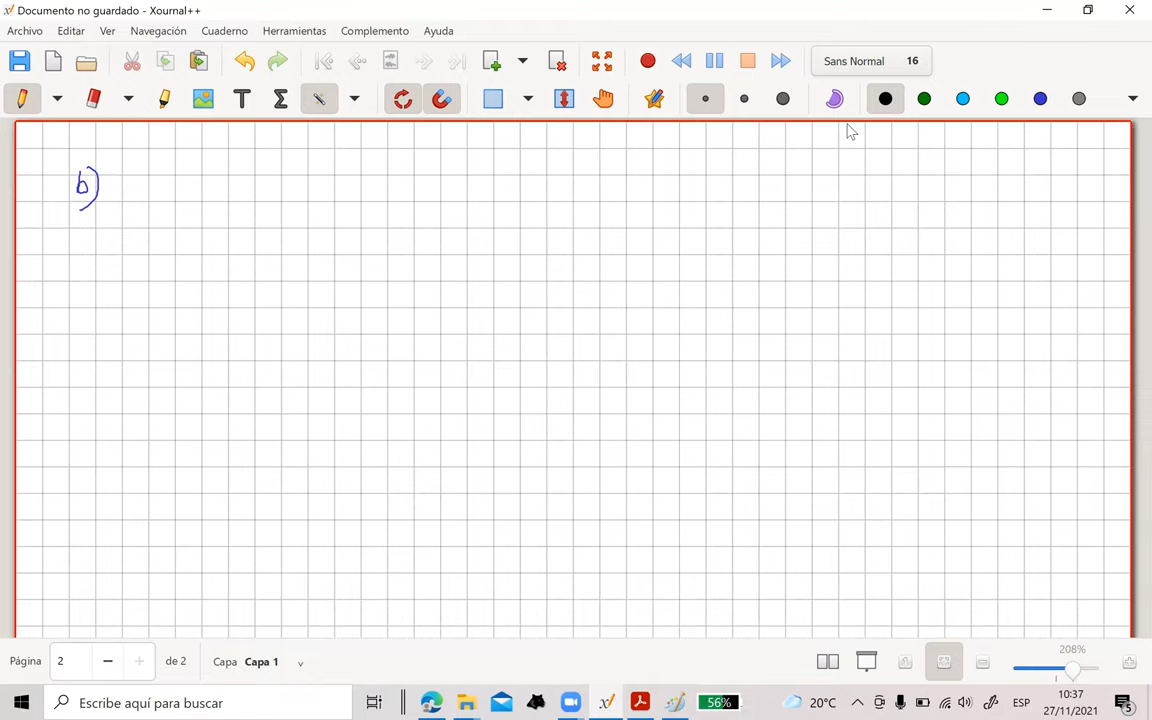 Documento no guardado - Xournal++
Archivo Editar Ver Navegación Cuaderno Herramientas Complemento Ayuda
Sans Normal 16
b)
Página 2 de 2 Capa Capa 1
208%
Escribe aquí para buscar
56%
20°C
ESP
10:37
27/11/2021
5